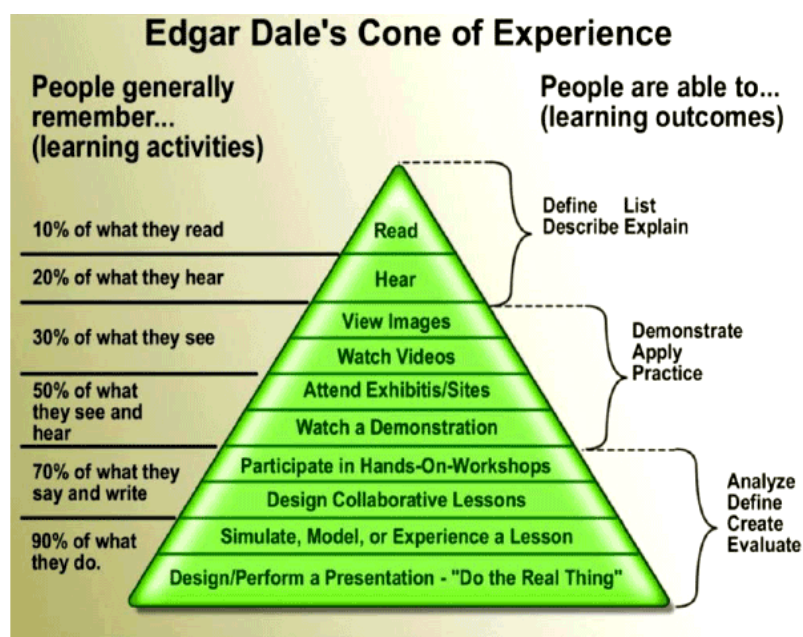 Edgar Dale's Cone of Experience
People generally
remember...
(learning activities)
People are able to...
(learning outcomes)
10% of what they read
20% of what they hear
30% of what they see
50% of what
they see and
hear
70% of what they
say and write
90% of what
they do.
Read
Hear
View Images
Watch Videos
Attend Exhibitis/Sites
Watch a Demonstration
Participate in Hands-On-Workshops
Design Collaborative Lessons
Simulate, Model, or Experience a Lesson
Design/Perform a Presentation - "Do the Real Thing"
Define List
Describe Explain
Demonstrate
Apply
Practice
Analyze
Define
Create
Evaluate